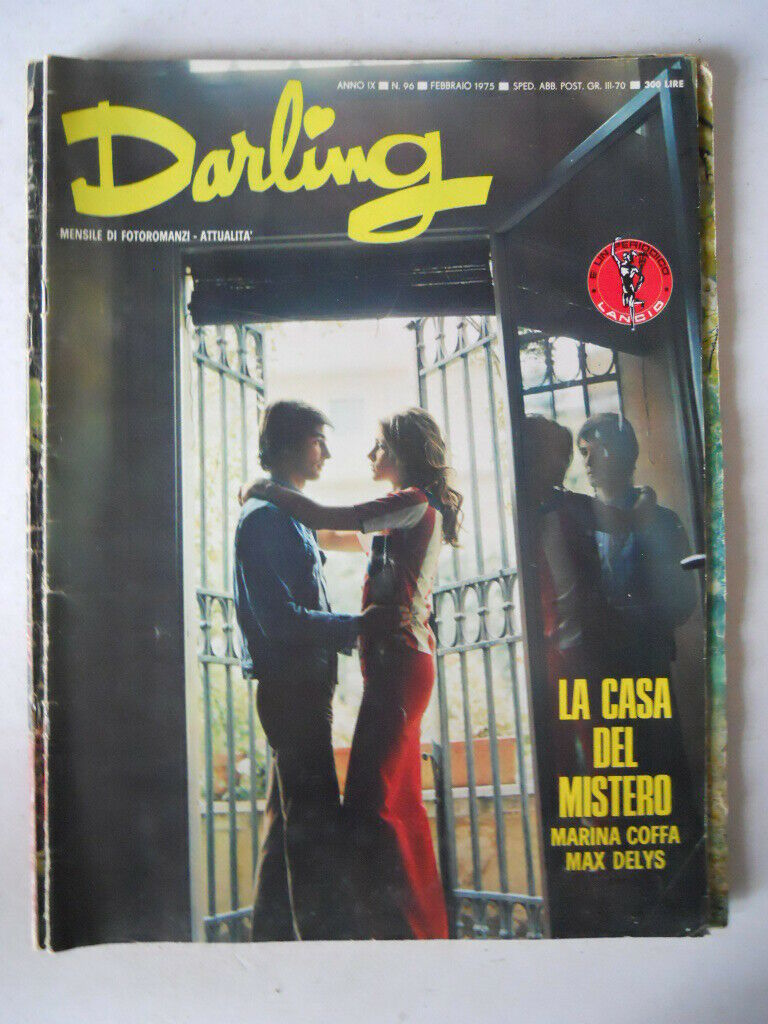 ANNO IX ■ N. 96 ■ FEBBRAIO 1975 ■ SPED. ABB. POST. GR. III-70 ■ 300 LIRE
Darling
MENSILE DI FOTOROMANZI - ATTUALITA'
E UN PERIODICO
LANCIO
LA CASA
DEL
MISTERO
MARINA COFFA
MAX DELYS